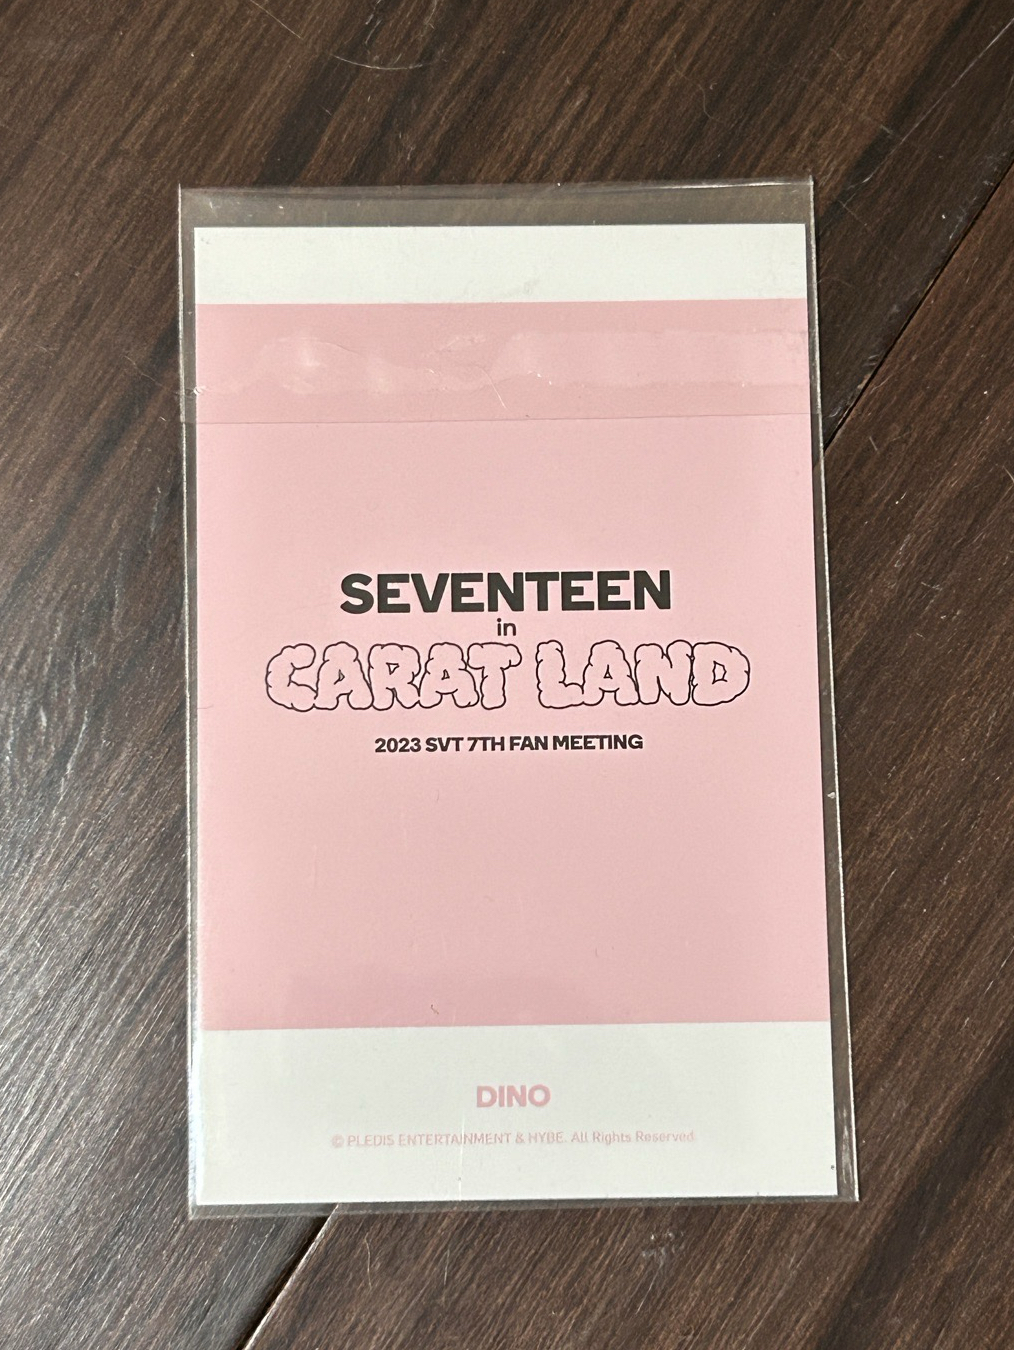 SEVENTEEN
in
CARAT LAND
2023 SVT 7TH FAN MEETING
DINO
© PLEDIS ENTERTAINMENT & HYBE. All Rights Reserved.